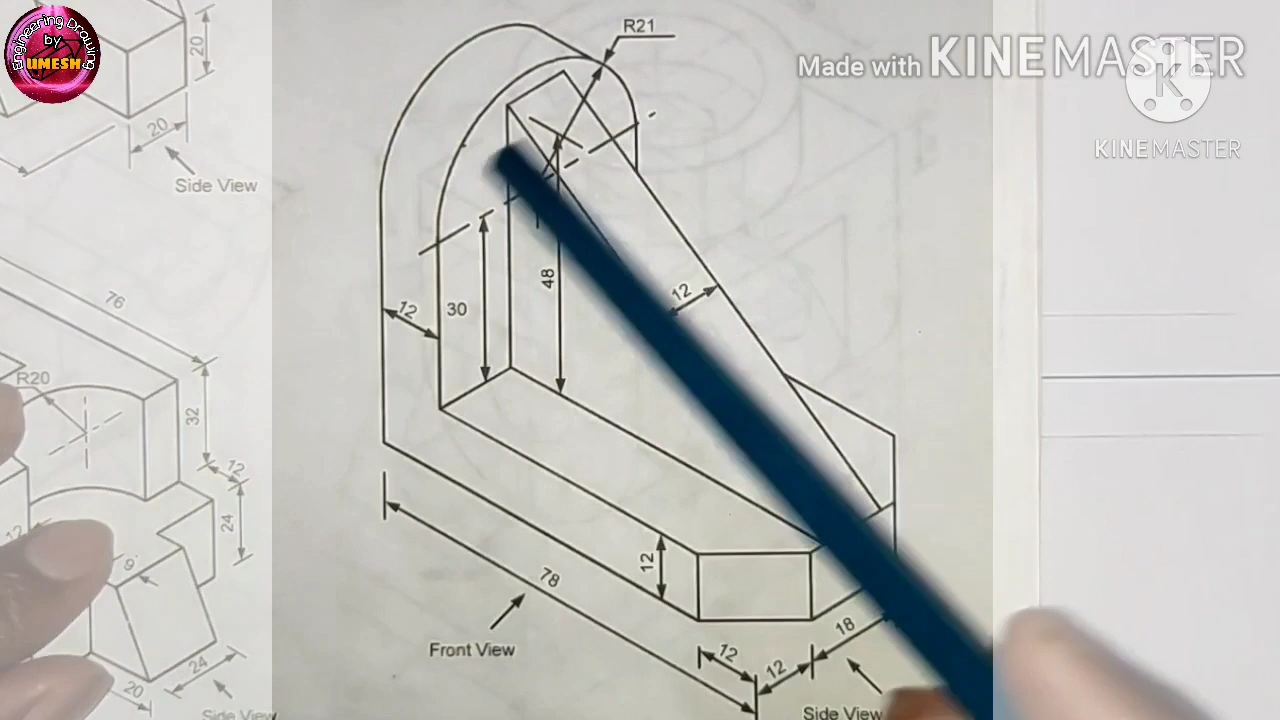 Engineering Drawing
by
UMESH
Made with KINEMASTER
K
KINEMASTER
20
20
Side View
76
R20
32
12
24
12
9
24
20
Side View
R21
12
30
48
12
12
78
Front View
12
12
18
Side View